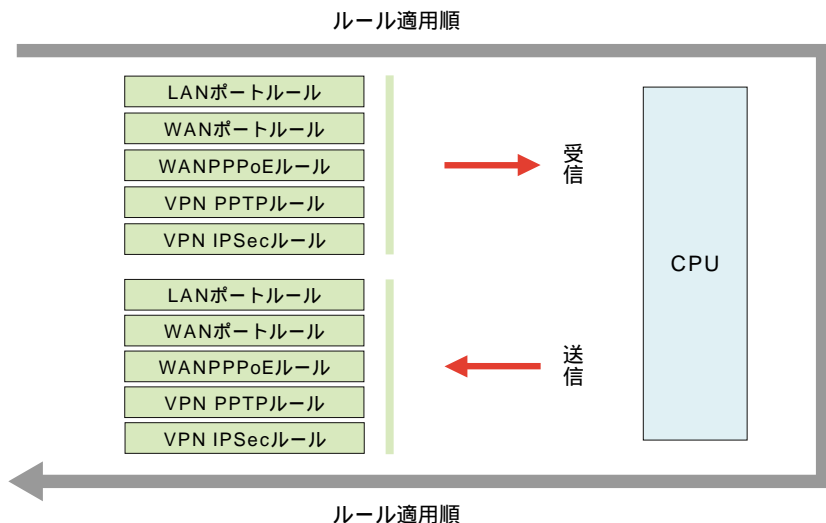 ルール適用順
LANポートルール
WANポートルール
WANPPPoEルール
VPN PPTPルール
VPN IPSecルール
受信
CPU
LANポートルール
WANポートルール
WANPPPoEルール
VPN PPTPルール
VPN IPSecルール
送信
ルール適用順